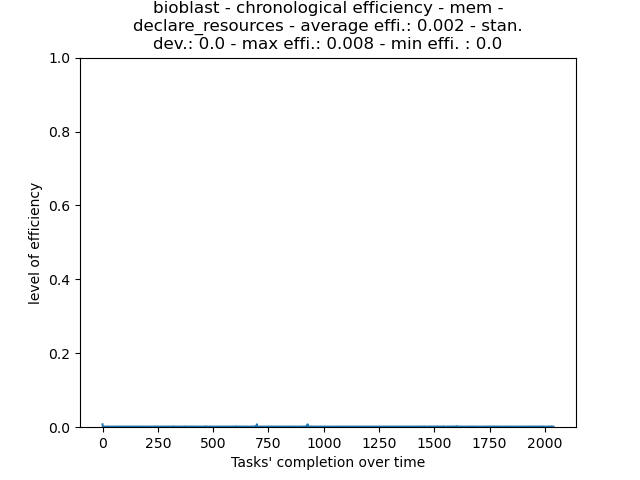 bioblast - chronological efficiency - mem -
declare_resources - average effi.: 0.002 - stan.
dev.: 0.0 - max effi.: 0.008 - min effi. : 0.0
1.0
0.8
0.6
0.4
0.2
0.0
level of efficiency
0 250 500 750 1000 1250 1500 1750 2000
Tasks' completion over time